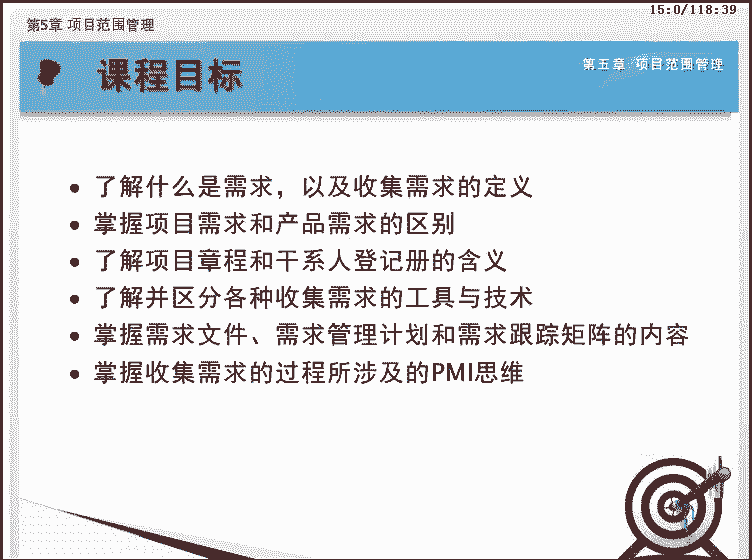 15:0/118:39
第5章 项目范围管理
课程目标
第五章 项目范围管理
• 了解什么是需求，以及收集需求的定义
• 掌握项目需求和产品需求的区别
• 了解项目章程和干系人登记册的含义
• 了解并区分各种收集需求的工具与技术
• 掌握需求文件、需求管理计划和需求跟踪矩阵的内容
• 掌握收集需求的过程所涉及的PMI思维